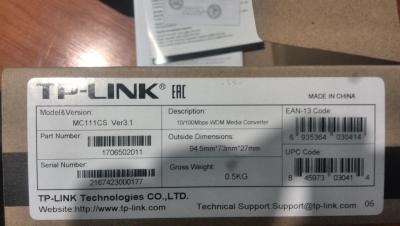 TP-LINK® EAC
MADE IN CHINA
Model&Version:
MC111CS Ver3.1
Description:
10/100Mbps WDM Media Converter
EAN-13 Code:
6 935364 030414
Part Number:
1706502011
Outside Dimensions:
94.5mm*73mm*27mm
UPC Code:
8 45973 03041 4
Serial Number:
2167423000177
Gross Weight:
0.5KG
TP-LINK Technologies CO.,LTD.
Website:http://www.tp-link.com
Technical Support:Support@tp-link.com
06